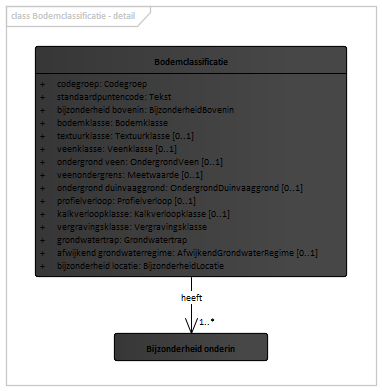 class Bodemclassificatie - detail
Bodemclassificatie
+ codegroep: Codegroep
+ standaardpuntencode: Tekst
+ bijzonderheid bovenin: BijzonderheidBovenin
+ bodemklasse: Bodemklasse
+ textuurklasse: Textuurklasse [0..1]
+ veenklasse: Veenklasse [0..1]
+ ondergrond veen: OndergrondVeen [0..1]
+ veenondergrens: Meetwaarde [0..1]
+ ondergrond duinvaaggrond: OndergrondDuinvaaggrond [0..1]
+ profielverloop: Profielverloop [0..1]
+ kalkverloopklasse: Kalkverloopklasse [0..1]
+ vergravingsklasse: Vergravingsklasse
+ grondwatertrap: Grondwatertrap
+ afwijkend grondwaterregime: AfwijkendGrondwaterRegime [0..1]
+ bijzonderheid locatie: BijzonderheidLocatie
heeft
1..*
Bijzonderheid onderin